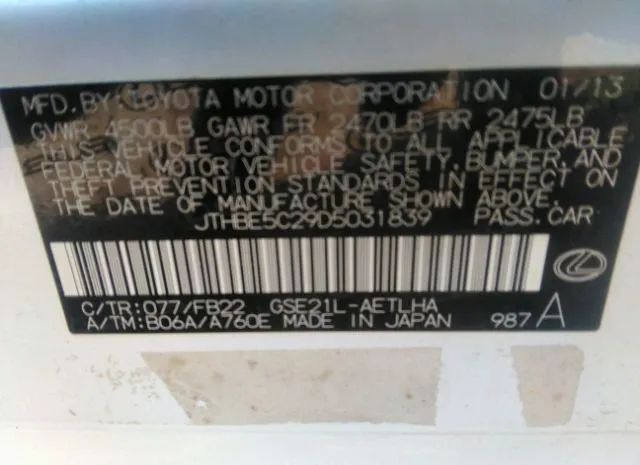 MFD. BY: TOYOTA MOTOR CORPORATION 01/13
GVWR 4500LB GAWR FR 2470LB RR 2475LB
THIS VEHICLE CONFORMS TO ALL APPLICABLE
FEDERAL MOTOR VEHICLE SAFETY, BUMPER, AND
THEFT PREVENTION STANDARDS IN EFFECT ON
THE DATE OF MANUFACTURE SHOWN ABOVE.
JTHBE5C29D5031839 PASS. CAR
C/TR: 077/FB22 GSE21L-AETLHA
A/TM: B06A/A760E MADE IN JAPAN 987 A